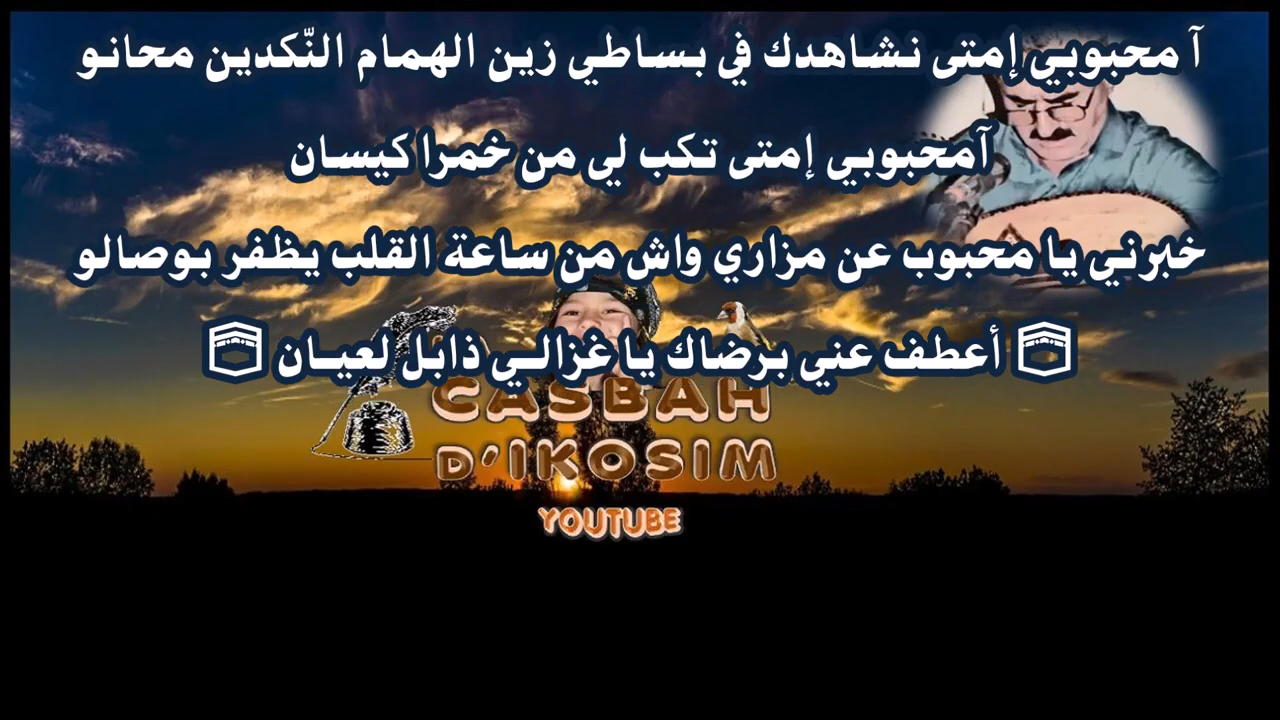 آ محبوبي إمتى نشاهدك في بساطي زين الهمام النّكدين محانو
آمحبوبي إمتى تكب لي من خمرا كيسان
خبرني يا محبوب عن مزاري واش من ساعة القلب يظفر بوصالو
🕋 أعطف عني برضاك يا غزالي ذابل لعيان 🕋
CASBAH
D'IKOSIM
YOUTUBE